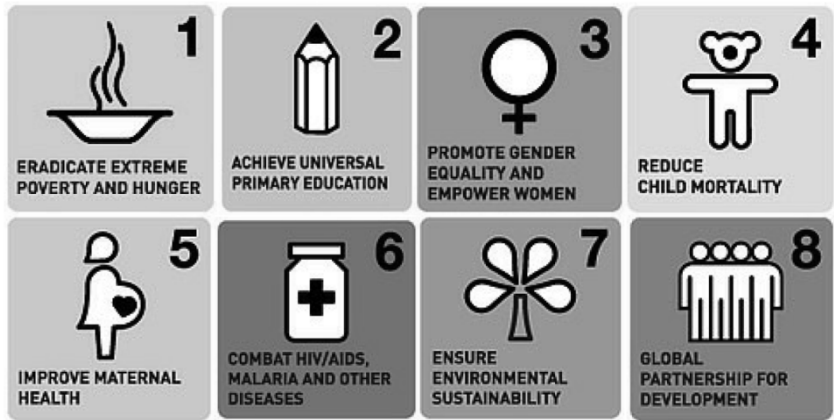 1
ERADICATE EXTREME
POVERTY AND HUNGER
2
ACHIEVE UNIVERSAL
PRIMARY EDUCATION
3
PROMOTE GENDER
EQUALITY AND
EMPOWER WOMEN
4
REDUCE
CHILD MORTALITY
5
IMPROVE MATERNAL
HEALTH
6
COMBAT HIV/AIDS,
MALARIA AND OTHER
DISEASES
7
ENSURE
ENVIRONMENTAL
SUSTAINABILITY
8
GLOBAL
PARTNERSHIP FOR
DEVELOPMENT